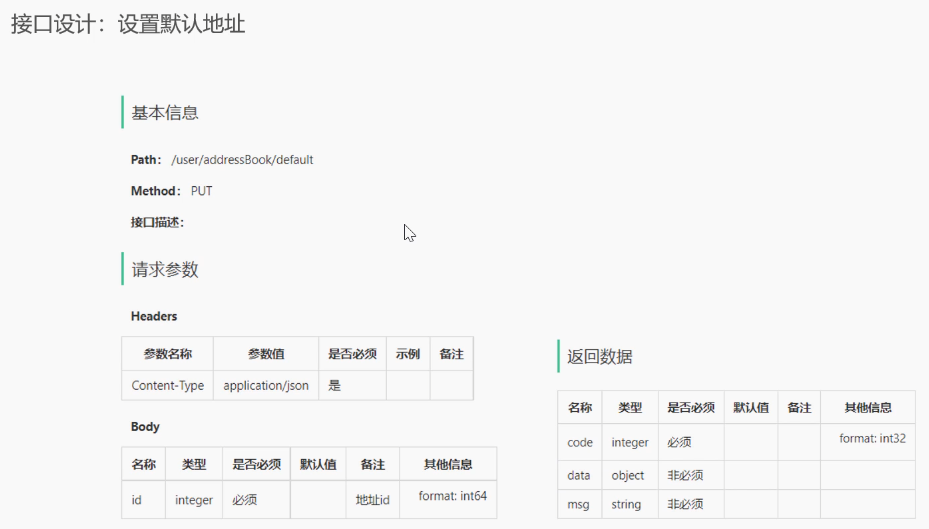 接口设计：设置默认地址
基本信息
Path： /user/addressBook/default
Method： PUT
接口描述：
请求参数
Headers
参数名称 参数值 是否必须 示例 备注
Content-Type application/json 是
Body
名称 类型 是否必须 默认值 备注 其他信息
id integer 必须 地址id format: int64
返回数据
名称 类型 是否必须 默认值 备注 其他信息
code integer 必须 format: int32
data object 非必须
msg string 非必须